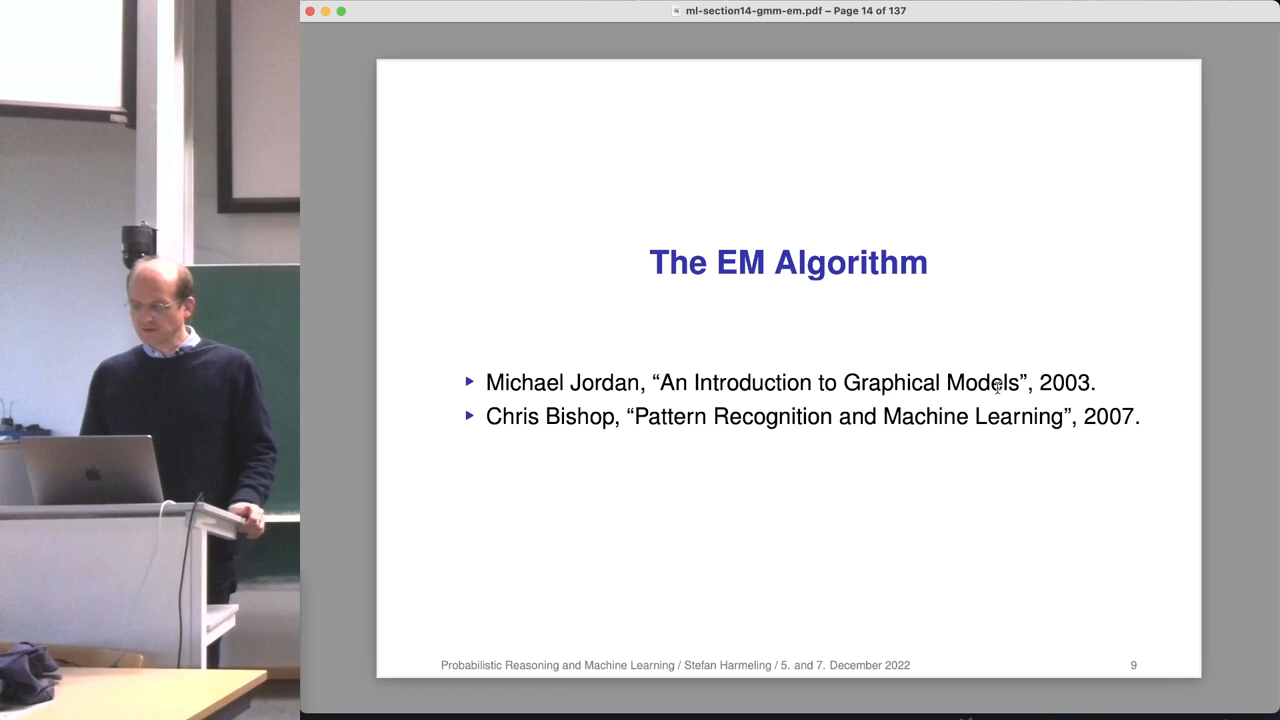 ml-section14-gmm-em.pdf – Page 14 of 137
The EM Algorithm
Michael Jordan, “An Introduction to Graphical Models”, 2003.
Chris Bishop, “Pattern Recognition and Machine Learning”, 2007.
Probabilistic Reasoning and Machine Learning / Stefan Harmeling / 5. and 7. December 2022
9